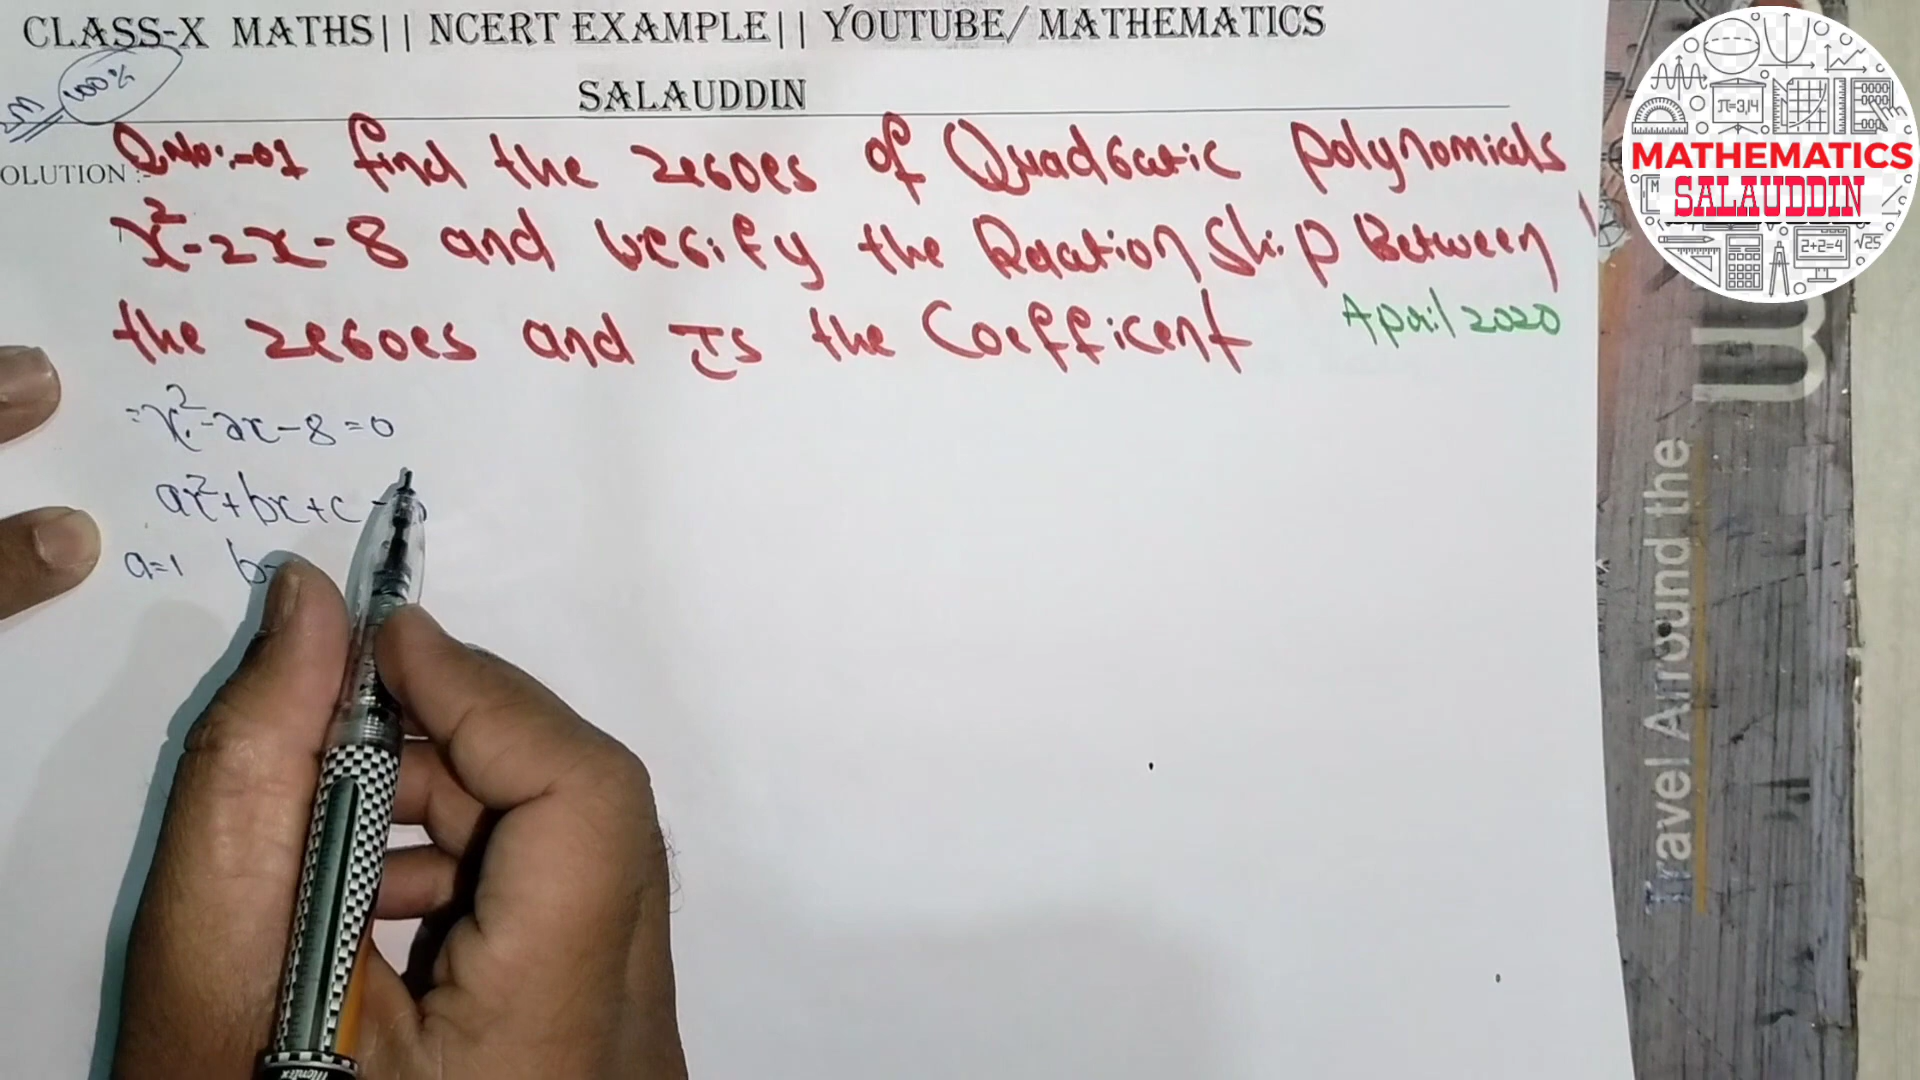 CLASS-X MATHS|| NCERT EXAMPLE|| YOUTUBE/ MATHEMATICS
SALAUDDIN
100%
OLUTION :-
QNo:-01 find the zeroes of Quadratic polynomials
x²-2x-8 and verify the Relationship Between
the zeroes and Its the Coefficent April 2020
=x²-2x-8=0
ax²+bx+c
a=1 b=
π=3,14
MATHEMATICS
SALAUDDIN
2+2=4 √25
Travel Arround the